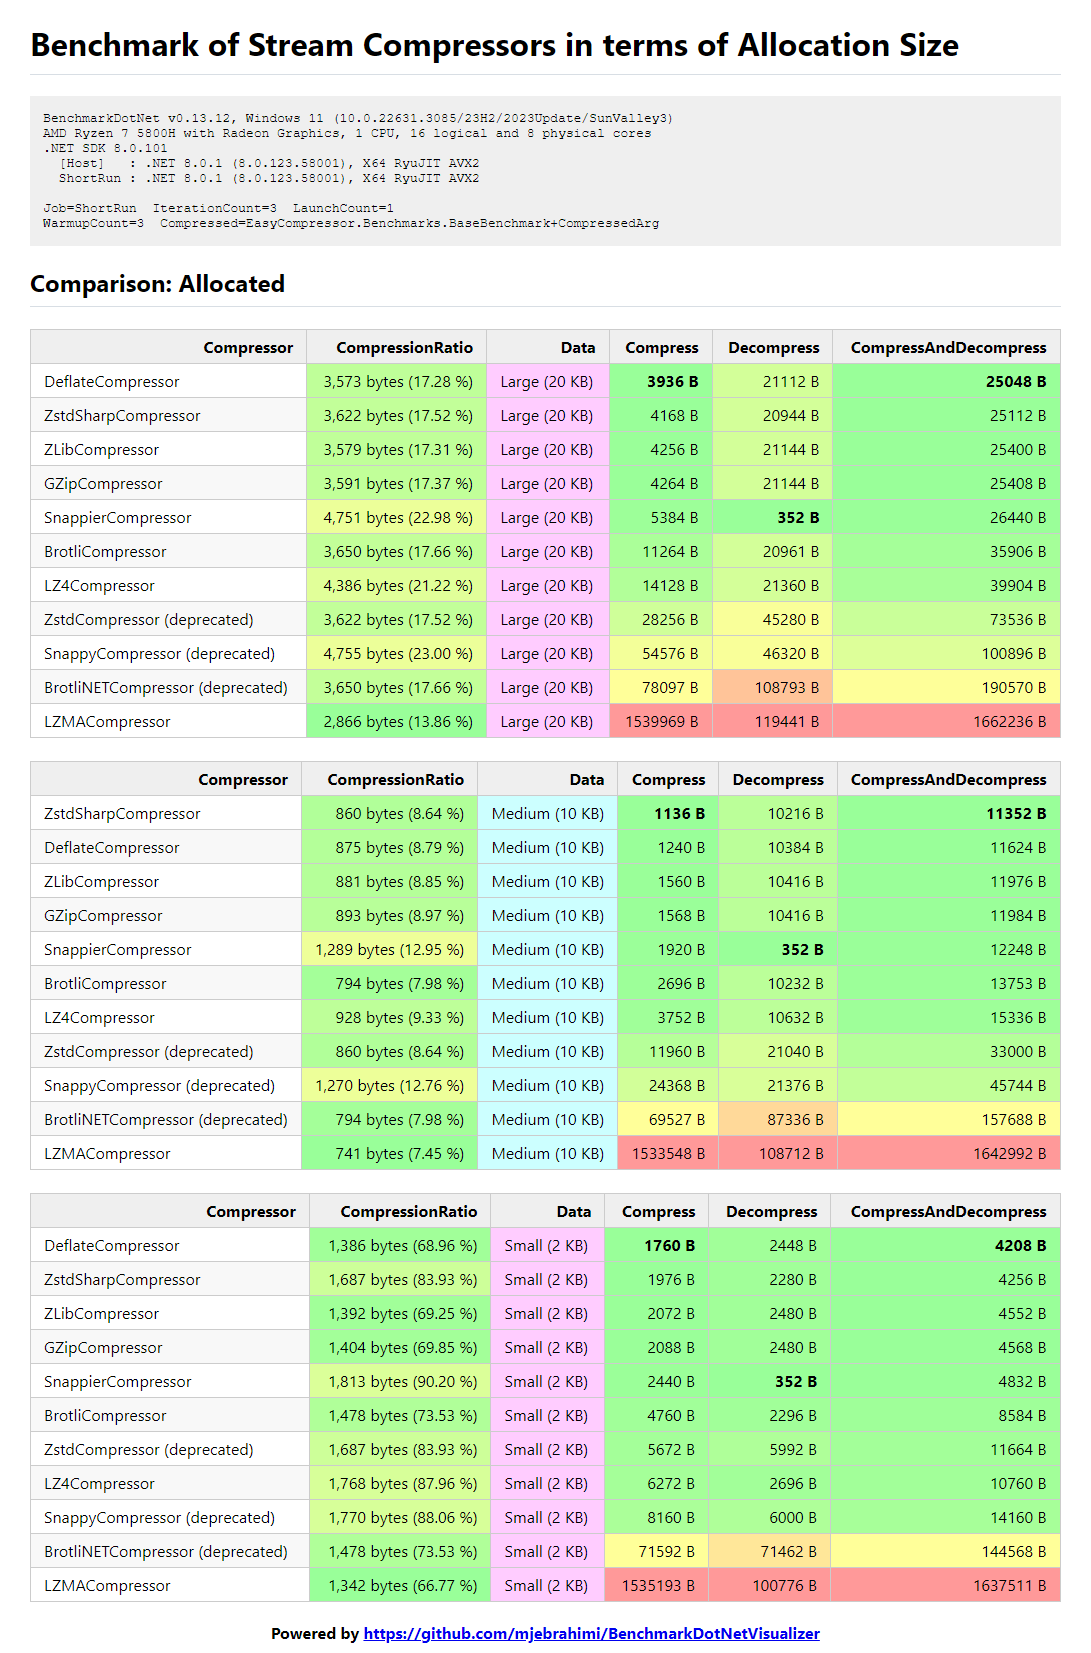 Benchmark of Stream Compressors in terms of Allocation Size
BenchmarkDotNet v0.13.12, Windows 11 (10.0.22631.3085/23H2/2023Update/SunValley3)
AMD Ryzen 7 5800H with Radeon Graphics, 1 CPU, 16 logical and 8 physical cores
.NET SDK 8.0.101
[Host]   : .NET 8.0.1 (8.0.123.58001), X64 RyuJIT AVX2
ShortRun : .NET 8.0.1 (8.0.123.58001), X64 RyuJIT AVX2
Job=ShortRun  IterationCount=3  LaunchCount=1
WarmupCount=3  Compressed=EasyCompressor.Benchmarks.BaseBenchmark+CompressedArg
Comparison: Allocated
Compressor CompressionRatio Data Compress Decompress CompressAndDecompress
DeflateCompressor 3,573 bytes (17.28 %) Large (20 KB) 3936 B 21112 B 25048 B
ZstdSharpCompressor 3,622 bytes (17.52 %) Large (20 KB) 4168 B 20944 B 25112 B
ZLibCompressor 3,579 bytes (17.31 %) Large (20 KB) 4256 B 21144 B 25400 B
GZipCompressor 3,591 bytes (17.37 %) Large (20 KB) 4264 B 21144 B 25408 B
SnappierCompressor 4,751 bytes (22.98 %) Large (20 KB) 5384 B 352 B 26440 B
BrotliCompressor 3,650 bytes (17.66 %) Large (20 KB) 11264 B 20961 B 35906 B
LZ4Compressor 4,386 bytes (21.22 %) Large (20 KB) 14128 B 21360 B 39904 B
ZstdCompressor (deprecated) 3,622 bytes (17.52 %) Large (20 KB) 28256 B 45280 B 73536 B
SnappyCompressor (deprecated) 4,755 bytes (23.00 %) Large (20 KB) 54576 B 46320 B 100896 B
BrotliNETCompressor (deprecated) 3,650 bytes (17.66 %) Large (20 KB) 78097 B 108793 B 190570 B
LZMACompressor 2,866 bytes (13.86 %) Large (20 KB) 1539969 B 119441 B 1662236 B
Compressor CompressionRatio Data Compress Decompress CompressAndDecompress
ZstdSharpCompressor 860 bytes (8.64 %) Medium (10 KB) 1136 B 10216 B 11352 B
DeflateCompressor 875 bytes (8.79 %) Medium (10 KB) 1240 B 10384 B 11624 B
ZLibCompressor 881 bytes (8.85 %) Medium (10 KB) 1560 B 10416 B 11976 B
GZipCompressor 893 bytes (8.97 %) Medium (10 KB) 1568 B 10416 B 11984 B
SnappierCompressor 1,289 bytes (12.95 %) Medium (10 KB) 1920 B 352 B 12248 B
BrotliCompressor 794 bytes (7.98 %) Medium (10 KB) 2696 B 10232 B 13753 B
LZ4Compressor 928 bytes (9.33 %) Medium (10 KB) 3752 B 10632 B 15336 B
ZstdCompressor (deprecated) 860 bytes (8.64 %) Medium (10 KB) 11960 B 21040 B 33000 B
SnappyCompressor (deprecated) 1,270 bytes (12.76 %) Medium (10 KB) 24368 B 21376 B 45744 B
BrotliNETCompressor (deprecated) 794 bytes (7.98 %) Medium (10 KB) 69527 B 87336 B 157688 B
LZMACompressor 741 bytes (7.45 %) Medium (10 KB) 1533548 B 108712 B 1642992 B
Compressor CompressionRatio Data Compress Decompress CompressAndDecompress
DeflateCompressor 1,386 bytes (68.96 %) Small (2 KB) 1760 B 2448 B 4208 B
ZstdSharpCompressor 1,687 bytes (83.93 %) Small (2 KB) 1976 B 2280 B 4256 B
ZLibCompressor 1,392 bytes (69.25 %) Small (2 KB) 2072 B 2480 B 4552 B
GZipCompressor 1,404 bytes (69.85 %) Small (2 KB) 2088 B 2480 B 4568 B
SnappierCompressor 1,813 bytes (90.20 %) Small (2 KB) 2440 B 352 B 4832 B
BrotliCompressor 1,478 bytes (73.53 %) Small (2 KB) 4760 B 2296 B 8584 B
ZstdCompressor (deprecated) 1,687 bytes (83.93 %) Small (2 KB) 5672 B 5992 B 11664 B
LZ4Compressor 1,768 bytes (87.96 %) Small (2 KB) 6272 B 2696 B 10760 B
SnappyCompressor (deprecated) 1,770 bytes (88.06 %) Small (2 KB) 8160 B 6000 B 14160 B
BrotliNETCompressor (deprecated) 1,478 bytes (73.53 %) Small (2 KB) 71592 B 71462 B 144568 B
LZMACompressor 1,342 bytes (66.77 %) Small (2 KB) 1535193 B 100776 B 1637511 B
Powered by https://github.com/mjebrahimi/BenchmarkDotNetVisualizer